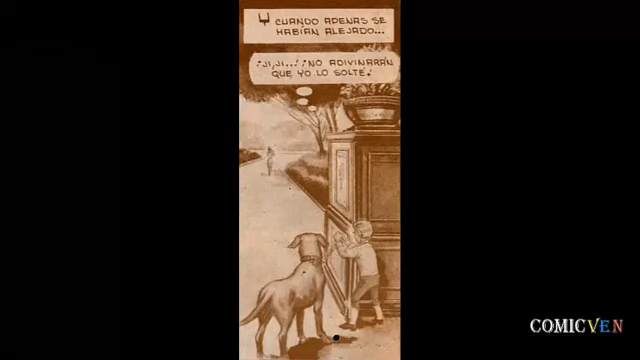 Y CUANDO APENAS SE
HABÍAN ALEJADO...
¡JI, JI...! ¡NO ADIVINARÁN
QUE YO LO SOLTÉ!
COMICVEN